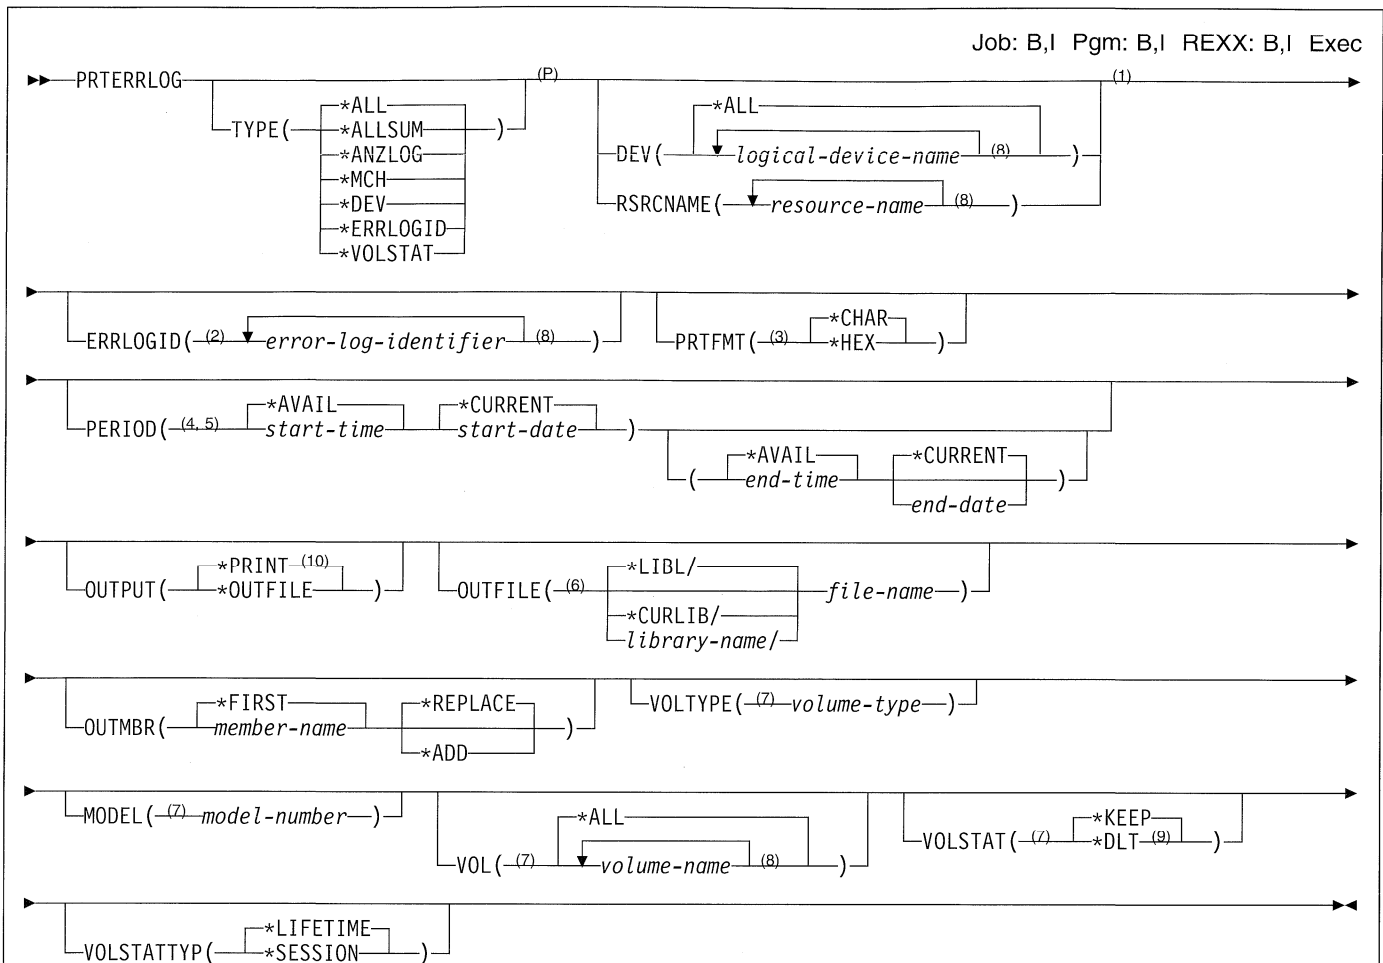 Job: B,I Pgm: B,I REXX: B,I Exec
PRTERRLOG (P) (1)
TYPE( *ALL )
*ALLSUM
*ANZLOG
*MCH
*DEV
*ERRLOGID
*VOLSTAT
DEV( *ALL )
logical-device-name (8)
RSRCNAME( resource-name (8) )
ERRLOGID( (2) error-log-identifier (8) )
PRTFMT( (3) *CHAR )
*HEX
PERIOD( (4, 5) *AVAIL *CURRENT )
start-time start-date
( *AVAIL *CURRENT )
end-time
end-date
OUTPUT( *PRINT (10) )
*OUTFILE
OUTFILE( (6) *LIBL/ file-name )
*CURLIB/
library-name/
OUTMBR( *FIRST *REPLACE )
member-name
*ADD
VOLTYPE( (7) volume-type )
MODEL( (7) model-number )
VOL( (7) *ALL )
volume-name (8)
VOLSTAT( (7) *KEEP )
*DLT (9)
VOLSTATTYP( *LIFETIME )
*SESSION